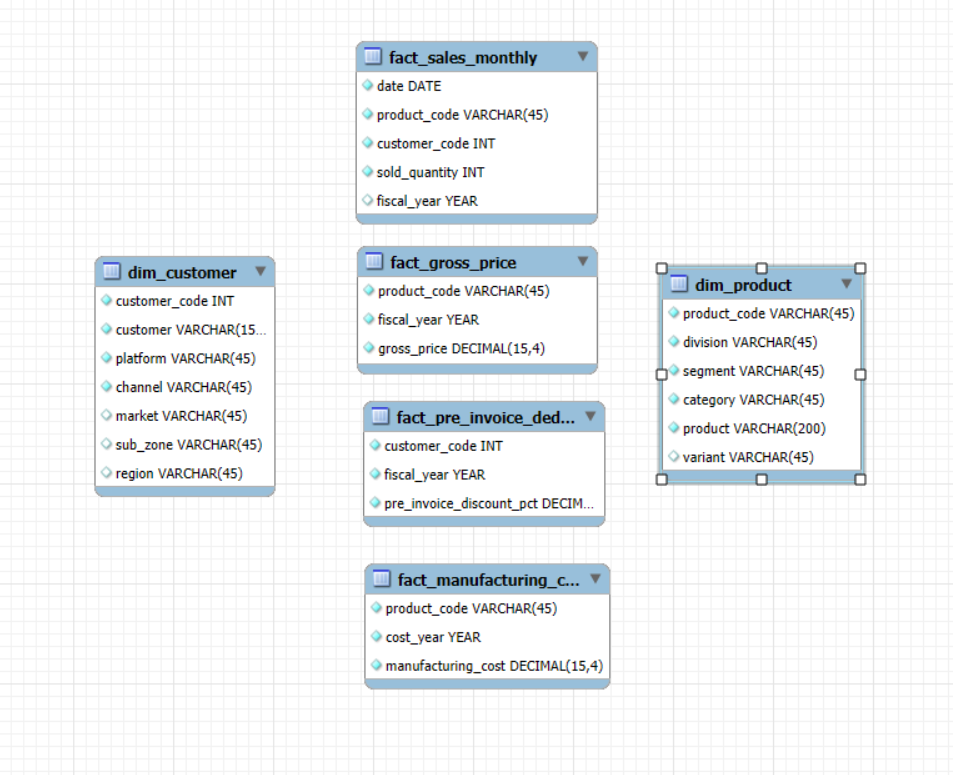 fact_sales_monthly
date DATE
product_code VARCHAR(45)
customer_code INT
sold_quantity INT
fiscal_year YEAR
dim_customer
customer_code INT
customer VARCHAR(15...
platform VARCHAR(45)
channel VARCHAR(45)
market VARCHAR(45)
sub_zone VARCHAR(45)
region VARCHAR(45)
fact_gross_price
product_code VARCHAR(45)
fiscal_year YEAR
gross_price DECIMAL(15,4)
dim_product
product_code VARCHAR(45)
division VARCHAR(45)
segment VARCHAR(45)
category VARCHAR(45)
product VARCHAR(200)
variant VARCHAR(45)
fact_pre_invoice_ded...
customer_code INT
fiscal_year YEAR
pre_invoice_discount_pct DECIM...
fact_manufacturing_c...
product_code VARCHAR(45)
cost_year YEAR
manufacturing_cost DECIMAL(15,4)